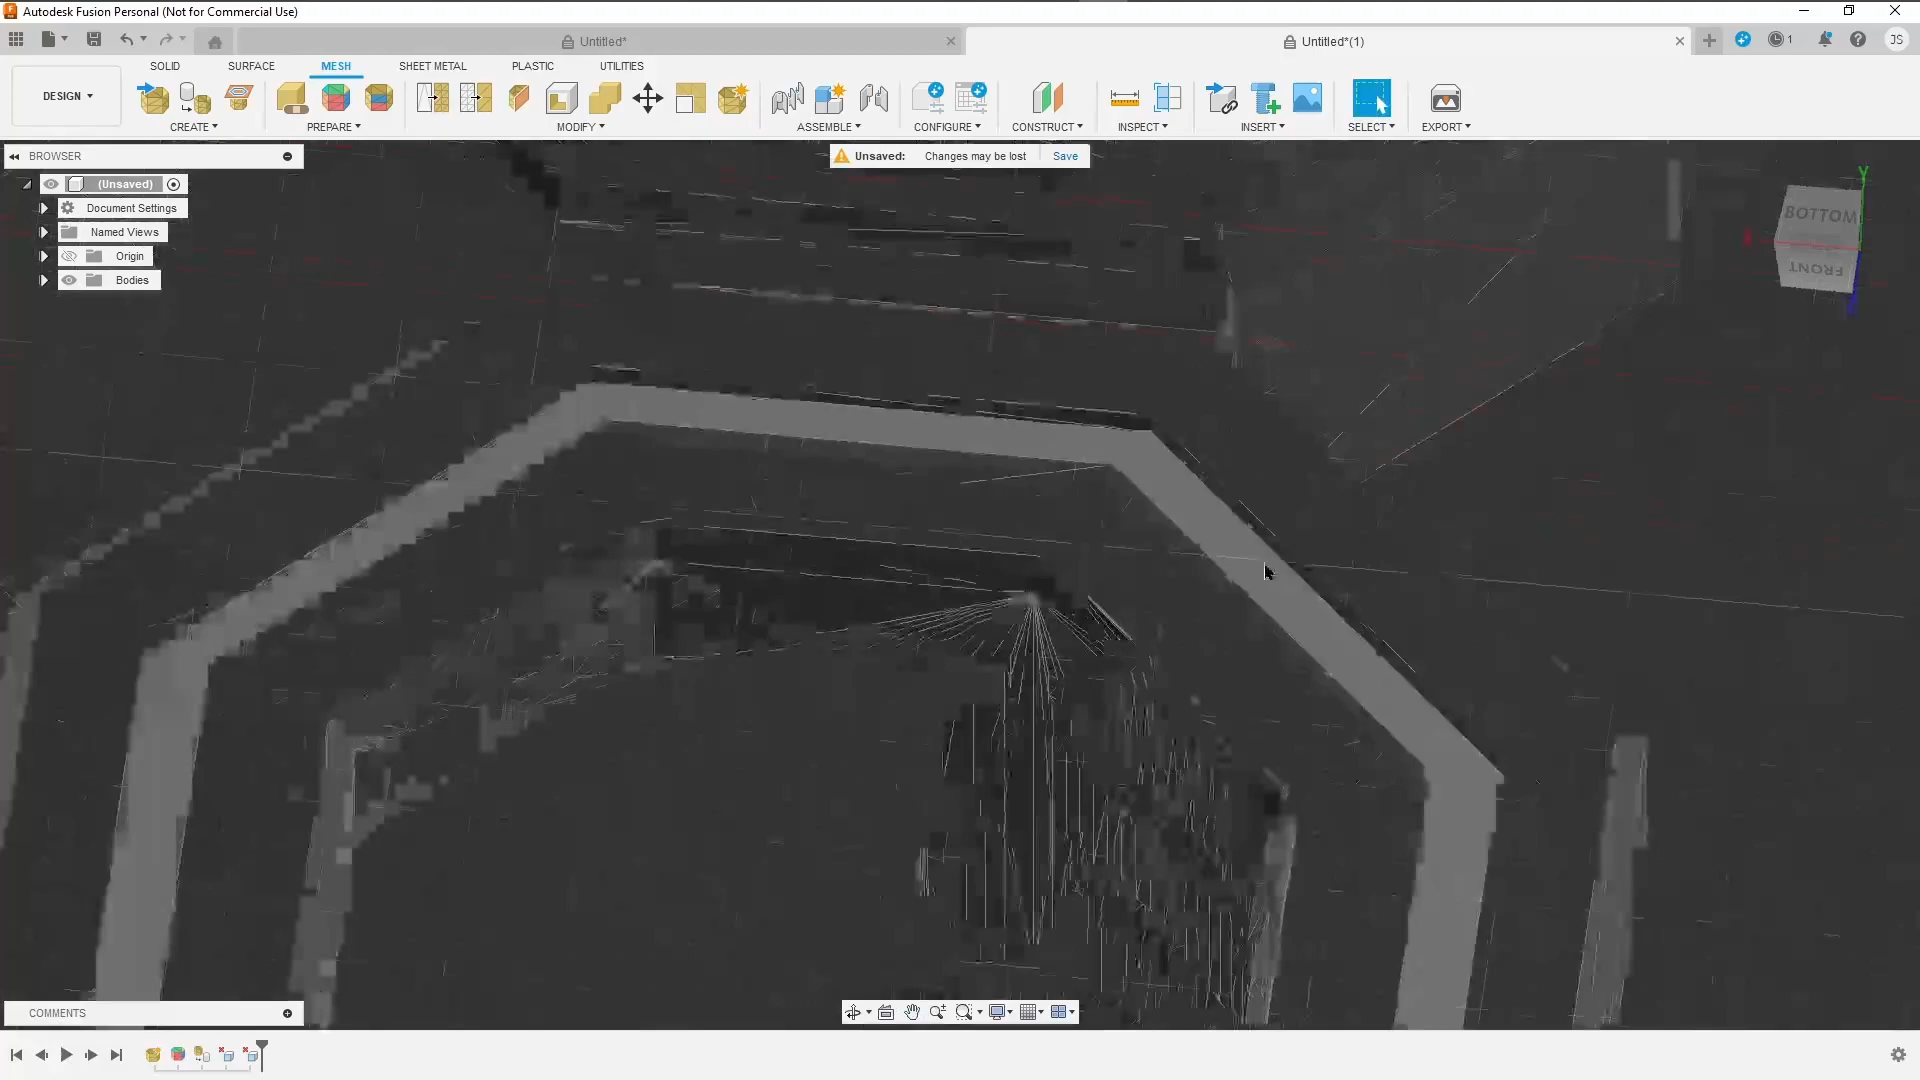 Autodesk Fusion Personal (Not for Commercial Use)
Untitled*
Untitled*(1)
1
JS
SOLID
SURFACE
MESH
SHEET METAL
PLASTIC
UTILITIES
DESIGN
CREATE
PREPARE
MODIFY
ASSEMBLE
CONFIGURE
CONSTRUCT
INSPECT
INSERT
SELECT
EXPORT
BROWSER
Unsaved:
Changes may be lost
Save
(Unsaved)
Document Settings
Named Views
Origin
Bodies
Y
BOTTOM
FRONT
COMMENTS